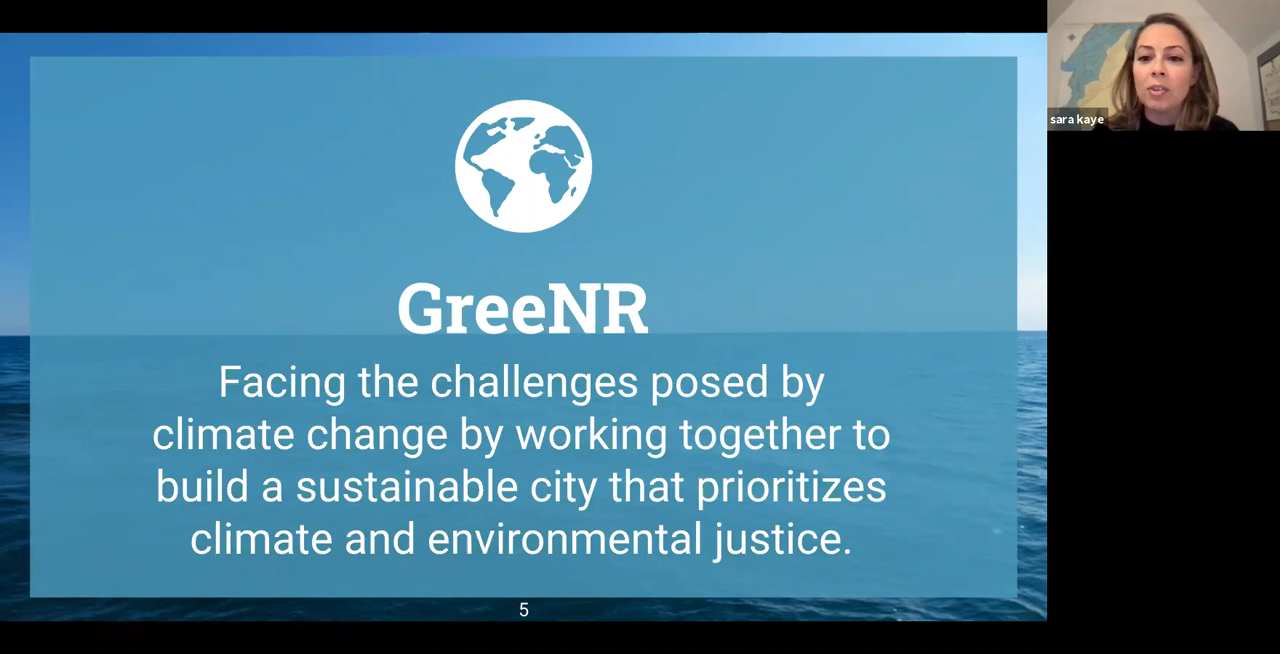 sara kaye
GreeNR
Facing the challenges posed by
climate change by working together to
build a sustainable city that prioritizes
climate and environmental justice.
5